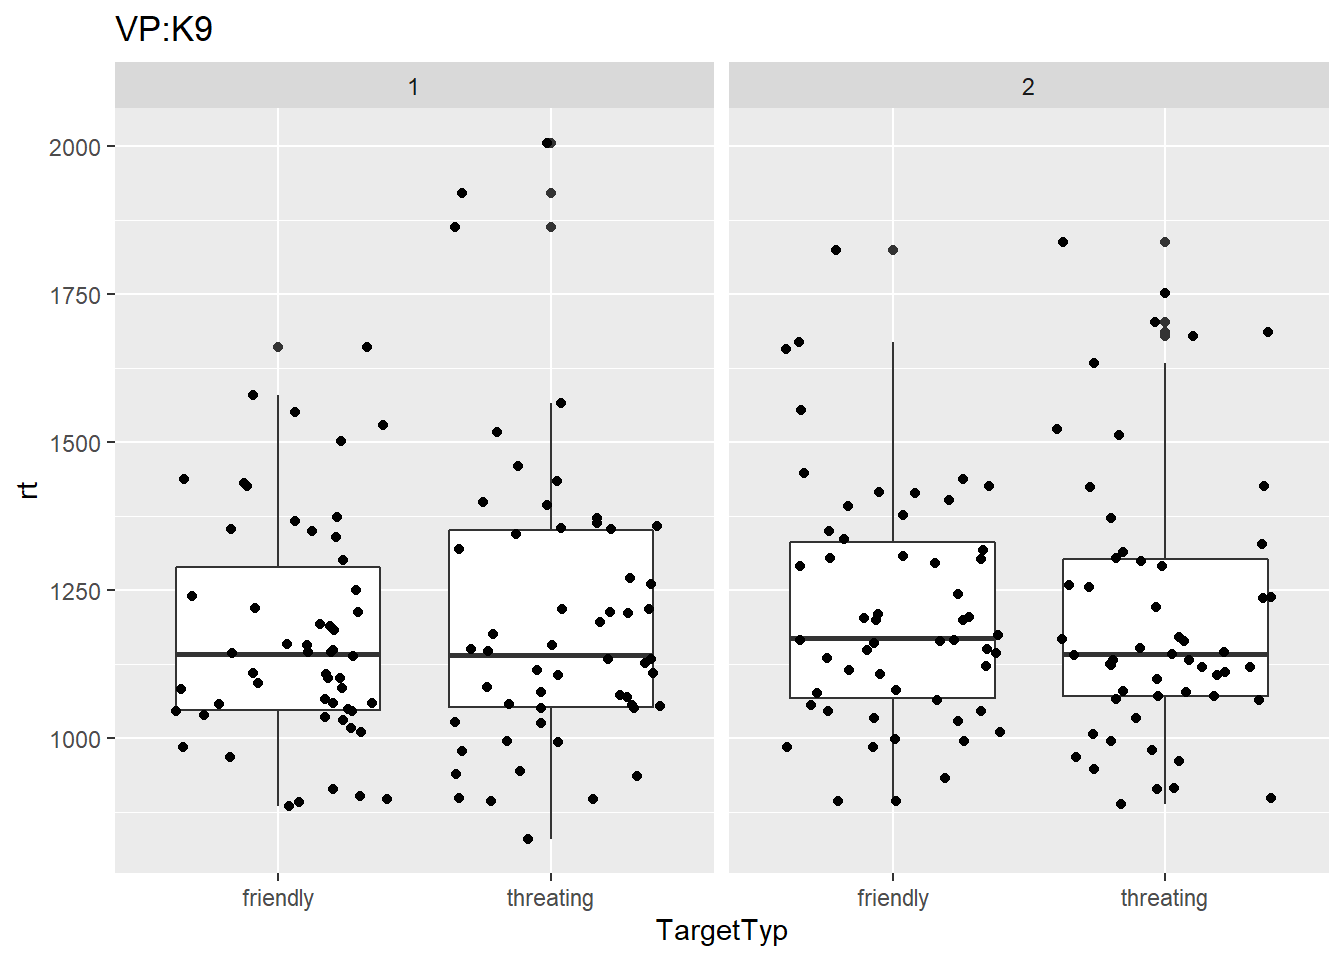 VP:K9
1
2
2000
1750
1500
1250
1000
rt
friendly
threating
friendly
threating
TargetTyp